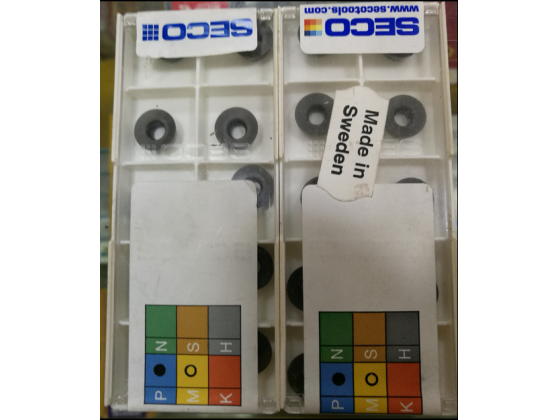 SECO
SECO
www.secotools.com
Made in
Sweden
N S H
P M K
N S H
P M K